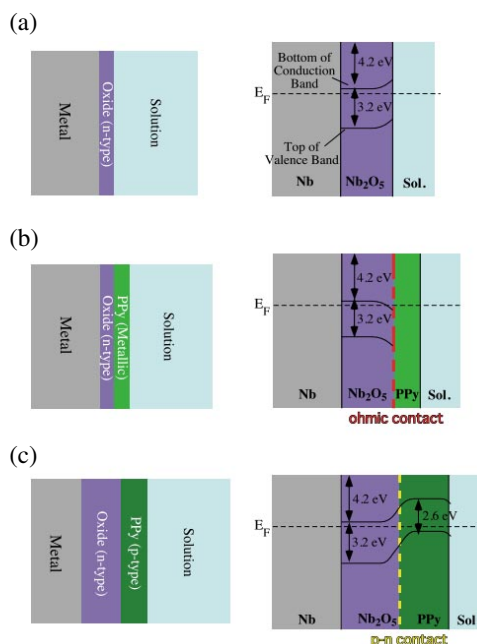 (a)
Metal
Oxide (n-type)
Solution
4.2 eV
Bottom of
Conduction
Band
E_F
3.2 eV
Top of
Valence Band
Nb
Nb₂O₅
Sol.
(b)
Metal
Oxide (n-type)
PPy (Metallic)
Solution
4.2 eV
E_F
3.2 eV
Nb
Nb₂O₅
PPy
Sol.
ohmic contact
(c)
Metal
Oxide (n-type)
PPy (p-type)
Solution
4.2 eV
2.6 eV
E_F
3.2 eV
Nb
Nb₂O₅
PPy
Sol
p-n contact